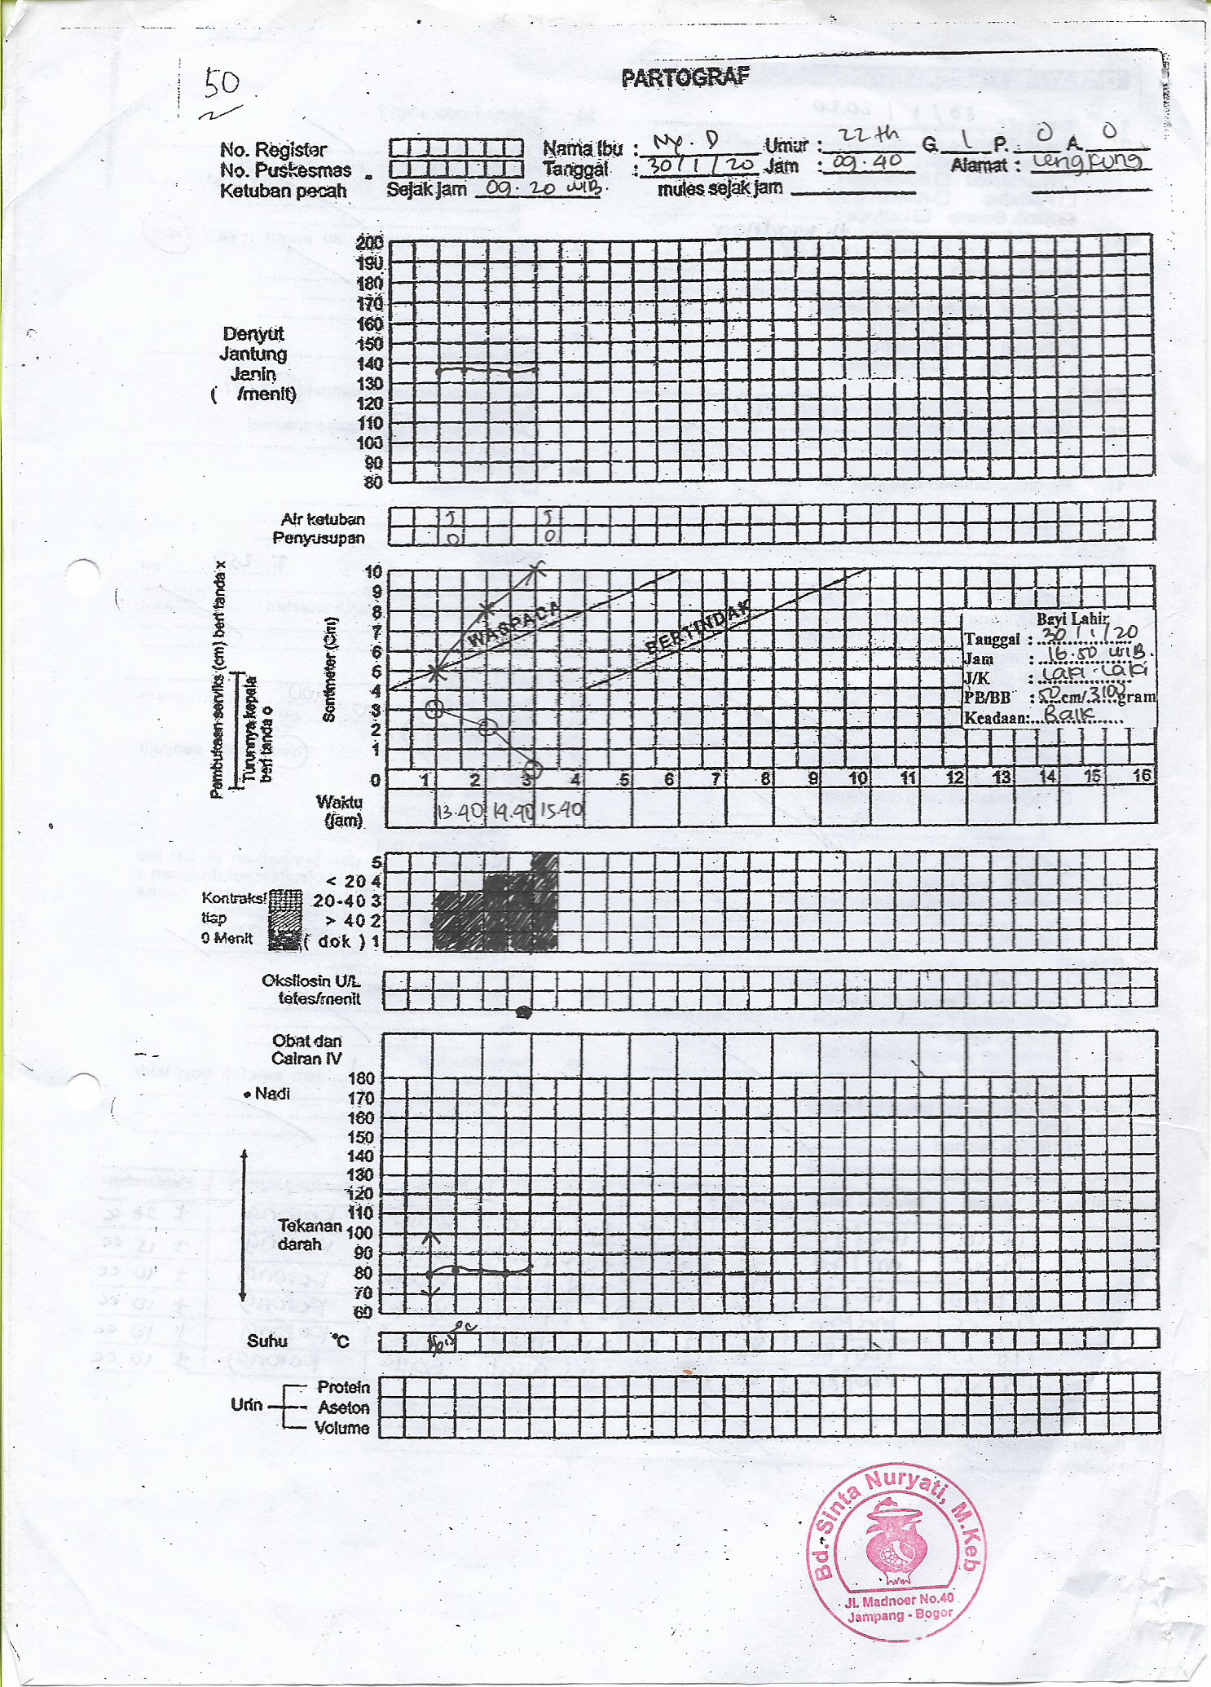 50
PARTOGRAF
No. Register Nama Ibu : Ny. D Umur : 22 th G. 1 P. 0 A. 0
No. Puskesmas Tanggal : 30/1/20 Jam : 09.40 Alamat : Lengkong
Ketuban pecah Sejak jam 09.20 WIB. mules sejak jam
200
190
180
170
160
150
140
130
120
110
100
90
80
Denyut
Jantung
Janin
( /menit)
Air ketuban J J
Penyusupan 0 0
Pembukaan serviks (cm) beri tanda x
Turunnya kepala
beri tanda o
Sentimeter (Cm)
10
9
8
7
6
5
4
3
2
1
0 1 2 3 4 5 6 7 8 9 10 11 12 13 14 15 16
WASPADA
BERTINDAK
Bayi Lahir
Tanggal : 30/1/20
Jam : 16.50 WIB.
J/K : Laki-Laki
PB/BB : 50cm/3100gram
Keadaan: Baik
Waktu
(jam) 13.40 14.40 15.40
5
< 20 4
Kontraksi 20-40 3
tiap > 40 2
0 Menit ( dok ) 1
Oksitosin U/L
tetes/menit
Obat dan
Cairan IV
• Nadi
180
170
160
150
140
130
120
110
100
90
80
70
60
Tekanan
darah
Suhu °C
Urin Protein
Aseton
Volume
Bd. Sinta Nuryati, M.Keb
Jl. Madnoer No.40
Jampang - Bogor